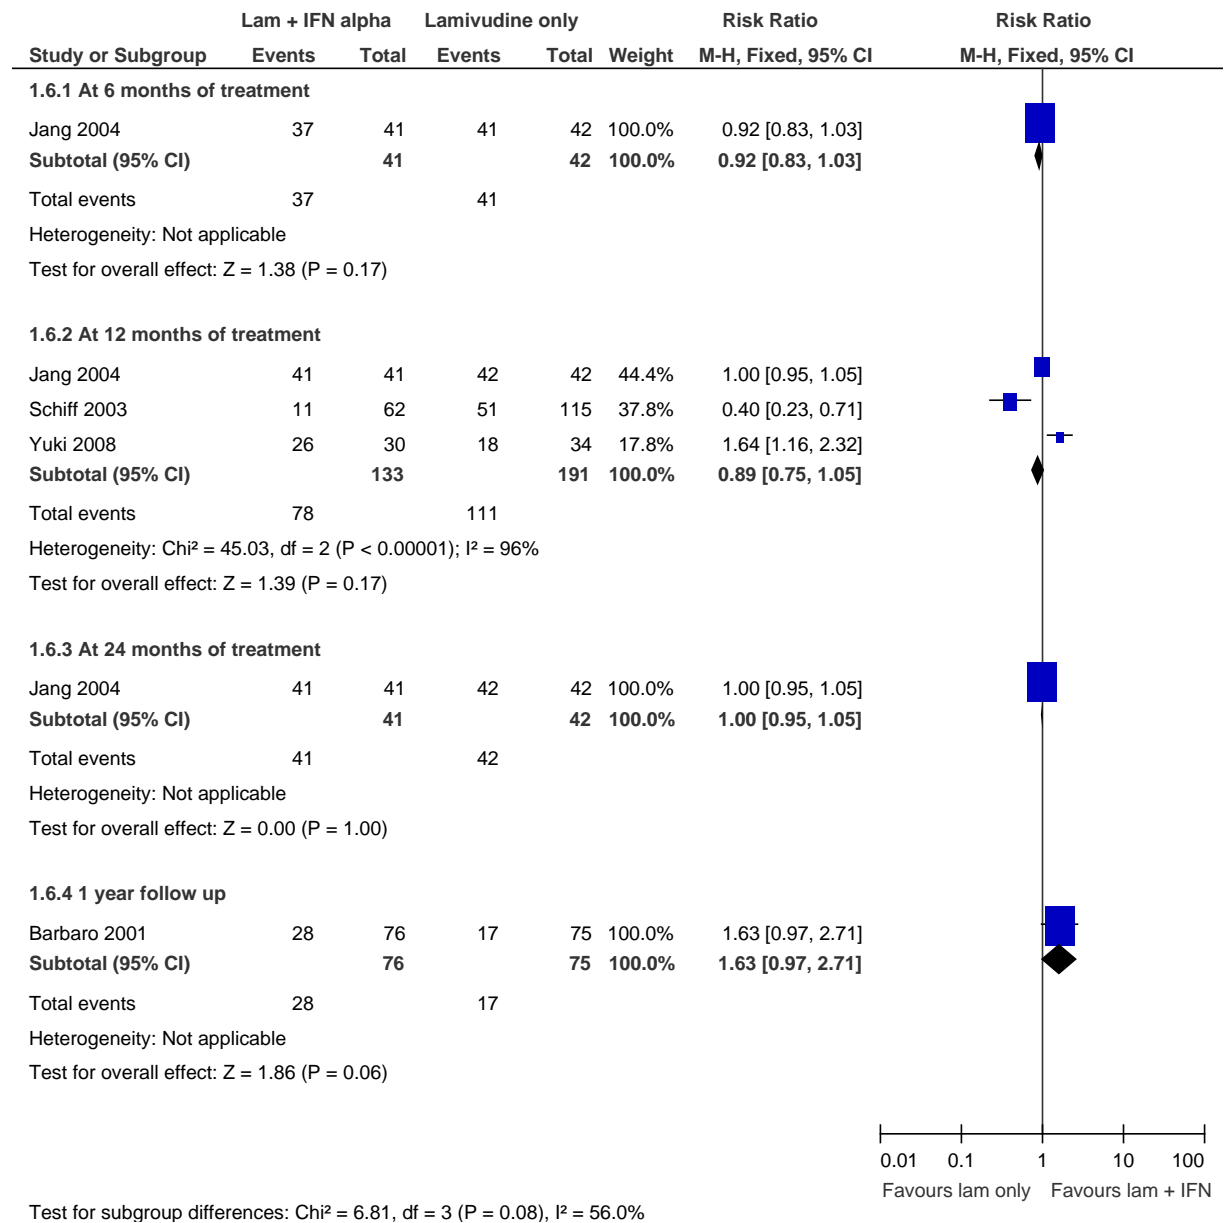 Lam + IFN alpha Lamivudine only Risk Ratio Risk Ratio
Study or Subgroup Events Total Events Total Weight M-H, Fixed, 95% CI M-H, Fixed, 95% CI
1.6.1 At 6 months of treatment
Jang 2004 37 41 41 42 100.0% 0.92 [0.83, 1.03]
Subtotal (95% CI) 41 42 100.0% 0.92 [0.83, 1.03]
Total events 37 41
Heterogeneity: Not applicable
Test for overall effect: Z = 1.38 (P = 0.17)
1.6.2 At 12 months of treatment
Jang 2004 41 41 42 42 44.4% 1.00 [0.95, 1.05]
Schiff 2003 11 62 51 115 37.8% 0.40 [0.23, 0.71]
Yuki 2008 26 30 18 34 17.8% 1.64 [1.16, 2.32]
Subtotal (95% CI) 133 191 100.0% 0.89 [0.75, 1.05]
Total events 78 111
Heterogeneity: Chi² = 45.03, df = 2 (P < 0.00001); I² = 96%
Test for overall effect: Z = 1.39 (P = 0.17)
1.6.3 At 24 months of treatment
Jang 2004 41 41 42 42 100.0% 1.00 [0.95, 1.05]
Subtotal (95% CI) 41 42 100.0% 1.00 [0.95, 1.05]
Total events 41 42
Heterogeneity: Not applicable
Test for overall effect: Z = 0.00 (P = 1.00)
1.6.4 1 year follow up
Barbaro 2001 28 76 17 75 100.0% 1.63 [0.97, 2.71]
Subtotal (95% CI) 76 75 100.0% 1.63 [0.97, 2.71]
Total events 28 17
Heterogeneity: Not applicable
Test for overall effect: Z = 1.86 (P = 0.06)
0.01 0.1 1 10 100
Favours lam only Favours lam + IFN
Test for subgroup differences: Chi² = 6.81, df = 3 (P = 0.08), I² = 56.0%